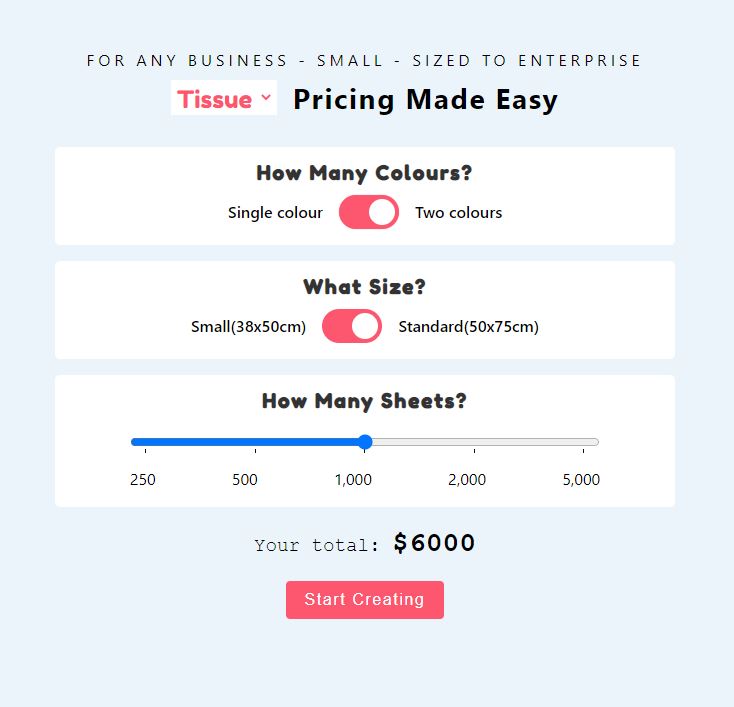 FOR ANY BUSINESS - SMALL - SIZED TO ENTERPRISE
Tissue Pricing Made Easy
How Many Colours?
Single colour Two colours
What Size?
Small(38x50cm) Standard(50x75cm)
How Many Sheets?
250 500 1,000 2,000 5,000
Your total: $6000
Start Creating